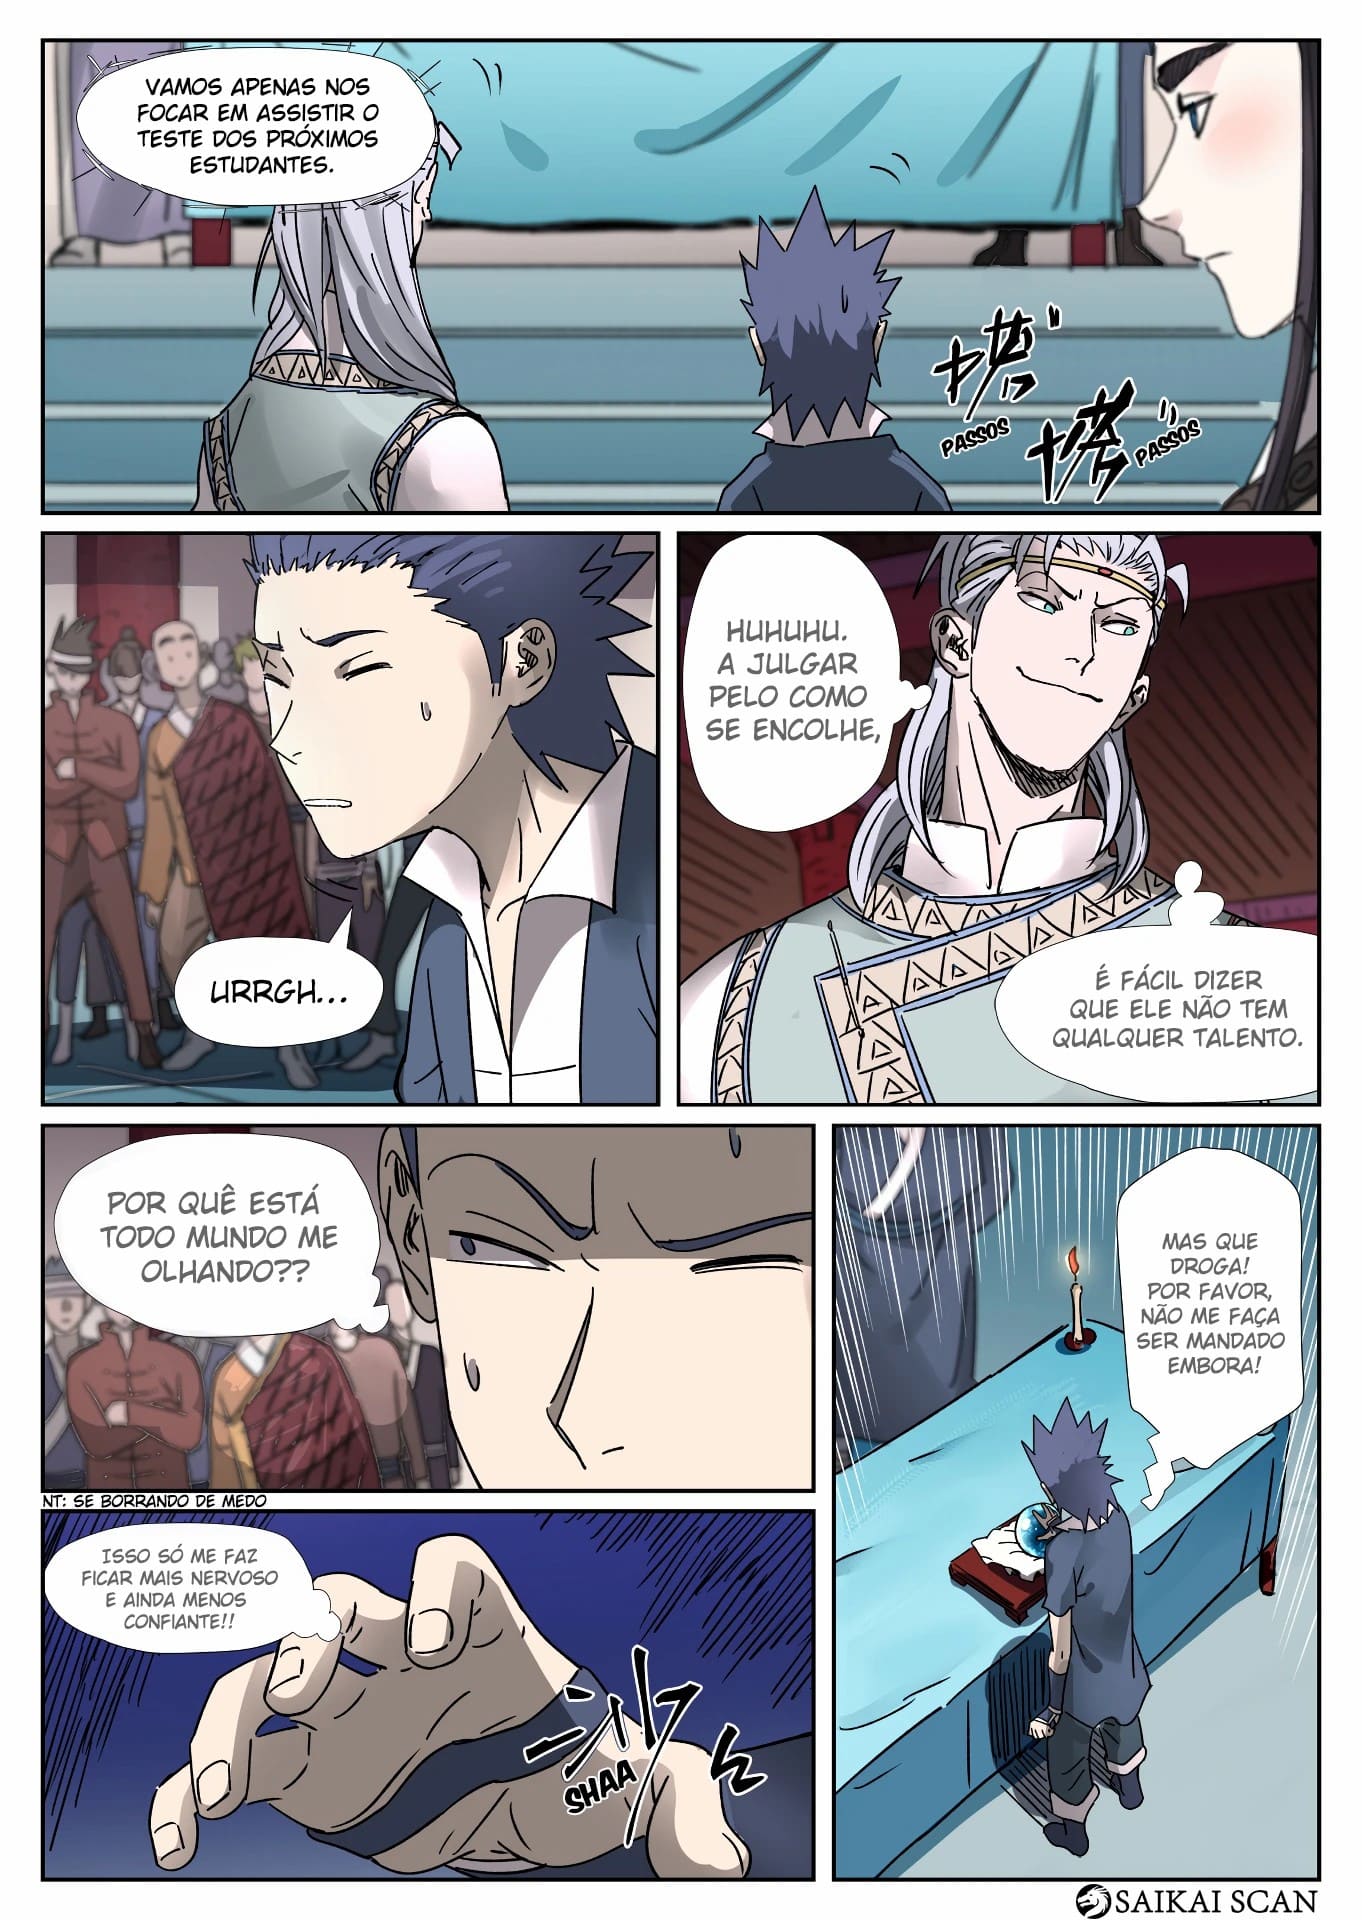 VAMOS APENAS NOS
FOCAR EM ASSISTIR O
TESTE DOS PRÓXIMOS
ESTUDANTES.
塔
PASSOS
塔
PASSOS
URRGH...
HUHUHU.
A JULGAR
PELO COMO
SE ENCOLHE,
É FÁCIL DIZER
QUE ELE NÃO TEM
QUALQUER TALENTO.
POR QUÊ ESTÁ
TODO MUNDO ME
OLHANDO??
MAS QUE
DROGA!
POR FAVOR,
NÃO ME FAÇA
SER MANDADO
EMBORA!
NT: SE BORRANDO DE MEDO
ISSO SÓ ME FAZ
FICAR MAIS NERVOSO
E AINDA MENOS
CONFIANTE!!
沙
SHAA
SAIKAI SCAN